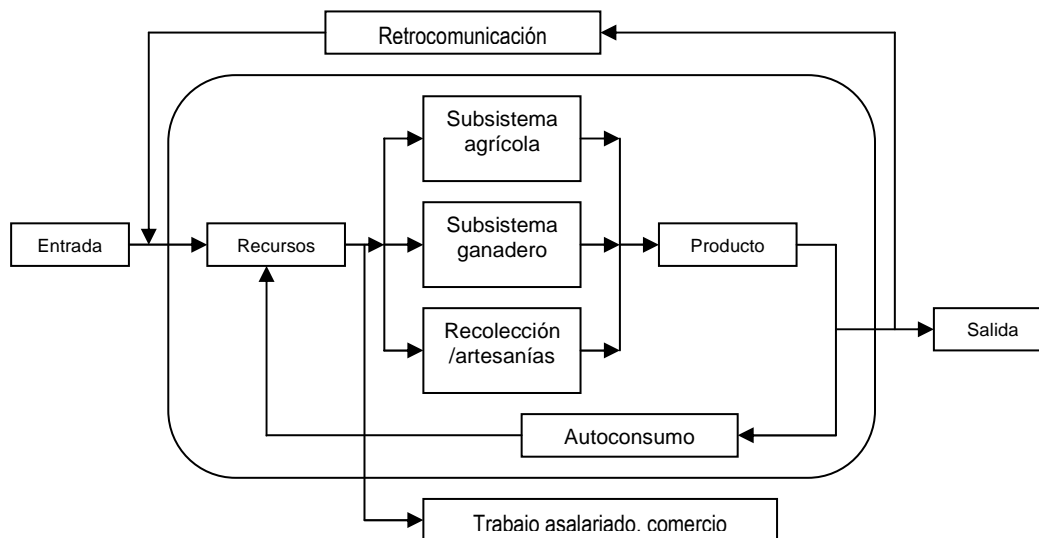 Retrocomunicación
Subsistema
agrícola
Entrada
Recursos
Subsistema
ganadero
Producto
Recolección
/artesanías
Salida
Autoconsumo
Trabajo asalariado, comercio